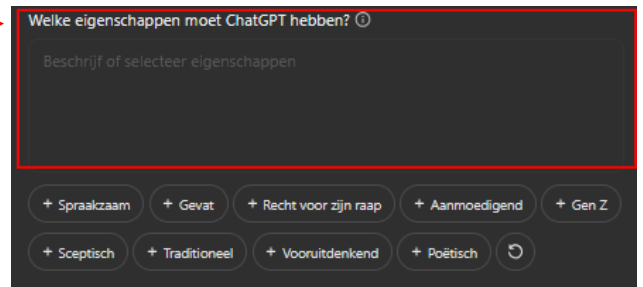 Welke eigenschappen moet ChatGPT hebben?
Beschrijf of selecteer eigenschappen
+ Spraakzaam + Gevat + Recht voor zijn raap + Aanmoedigend + Gen Z
+ Sceptisch + Traditioneel + Vooruitdenkend + Poëtisch